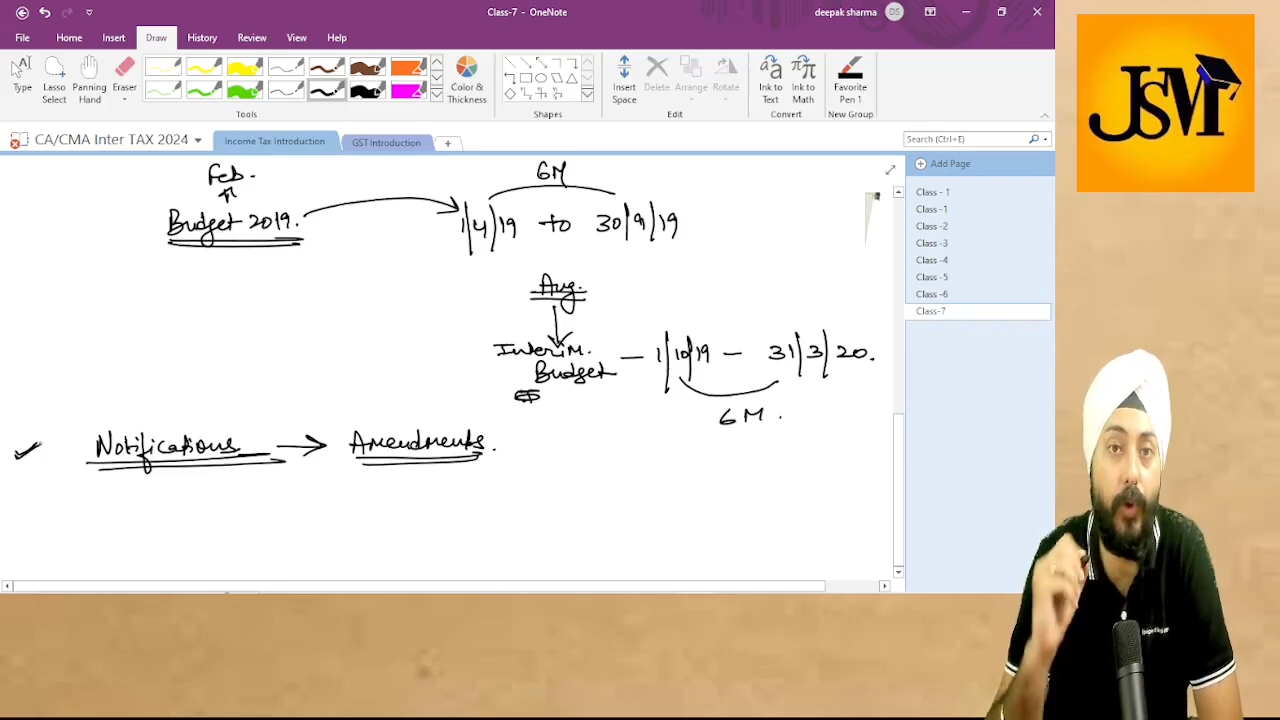 Class-7 - OneNote
deepak sharma DS
File Home Insert Draw History Review View Help
Type
Lasso Select
Panning Hand
Eraser
Color & Thickness
Insert Space
Delete
Arrange
Rotate
Ink to Text
Ink to Math
Favorite Pen 1
Tools Shapes Edit Convert New Group
CA/CMA Inter TAX 2024 Income Tax Introduction GST Introduction
Search (Ctrl+E)
Add Page
Class - 1
Class -1
Class -2
Class -3
Class -4
Class -5
Class -6
Class-7
Feb.
6M
Budget 2019. 1/4/19 to 30/9/19
Aug.
Interim. Budget — 1/10/19 — 31/3/20.
6 M.
Notifications → Amendments.
JSM